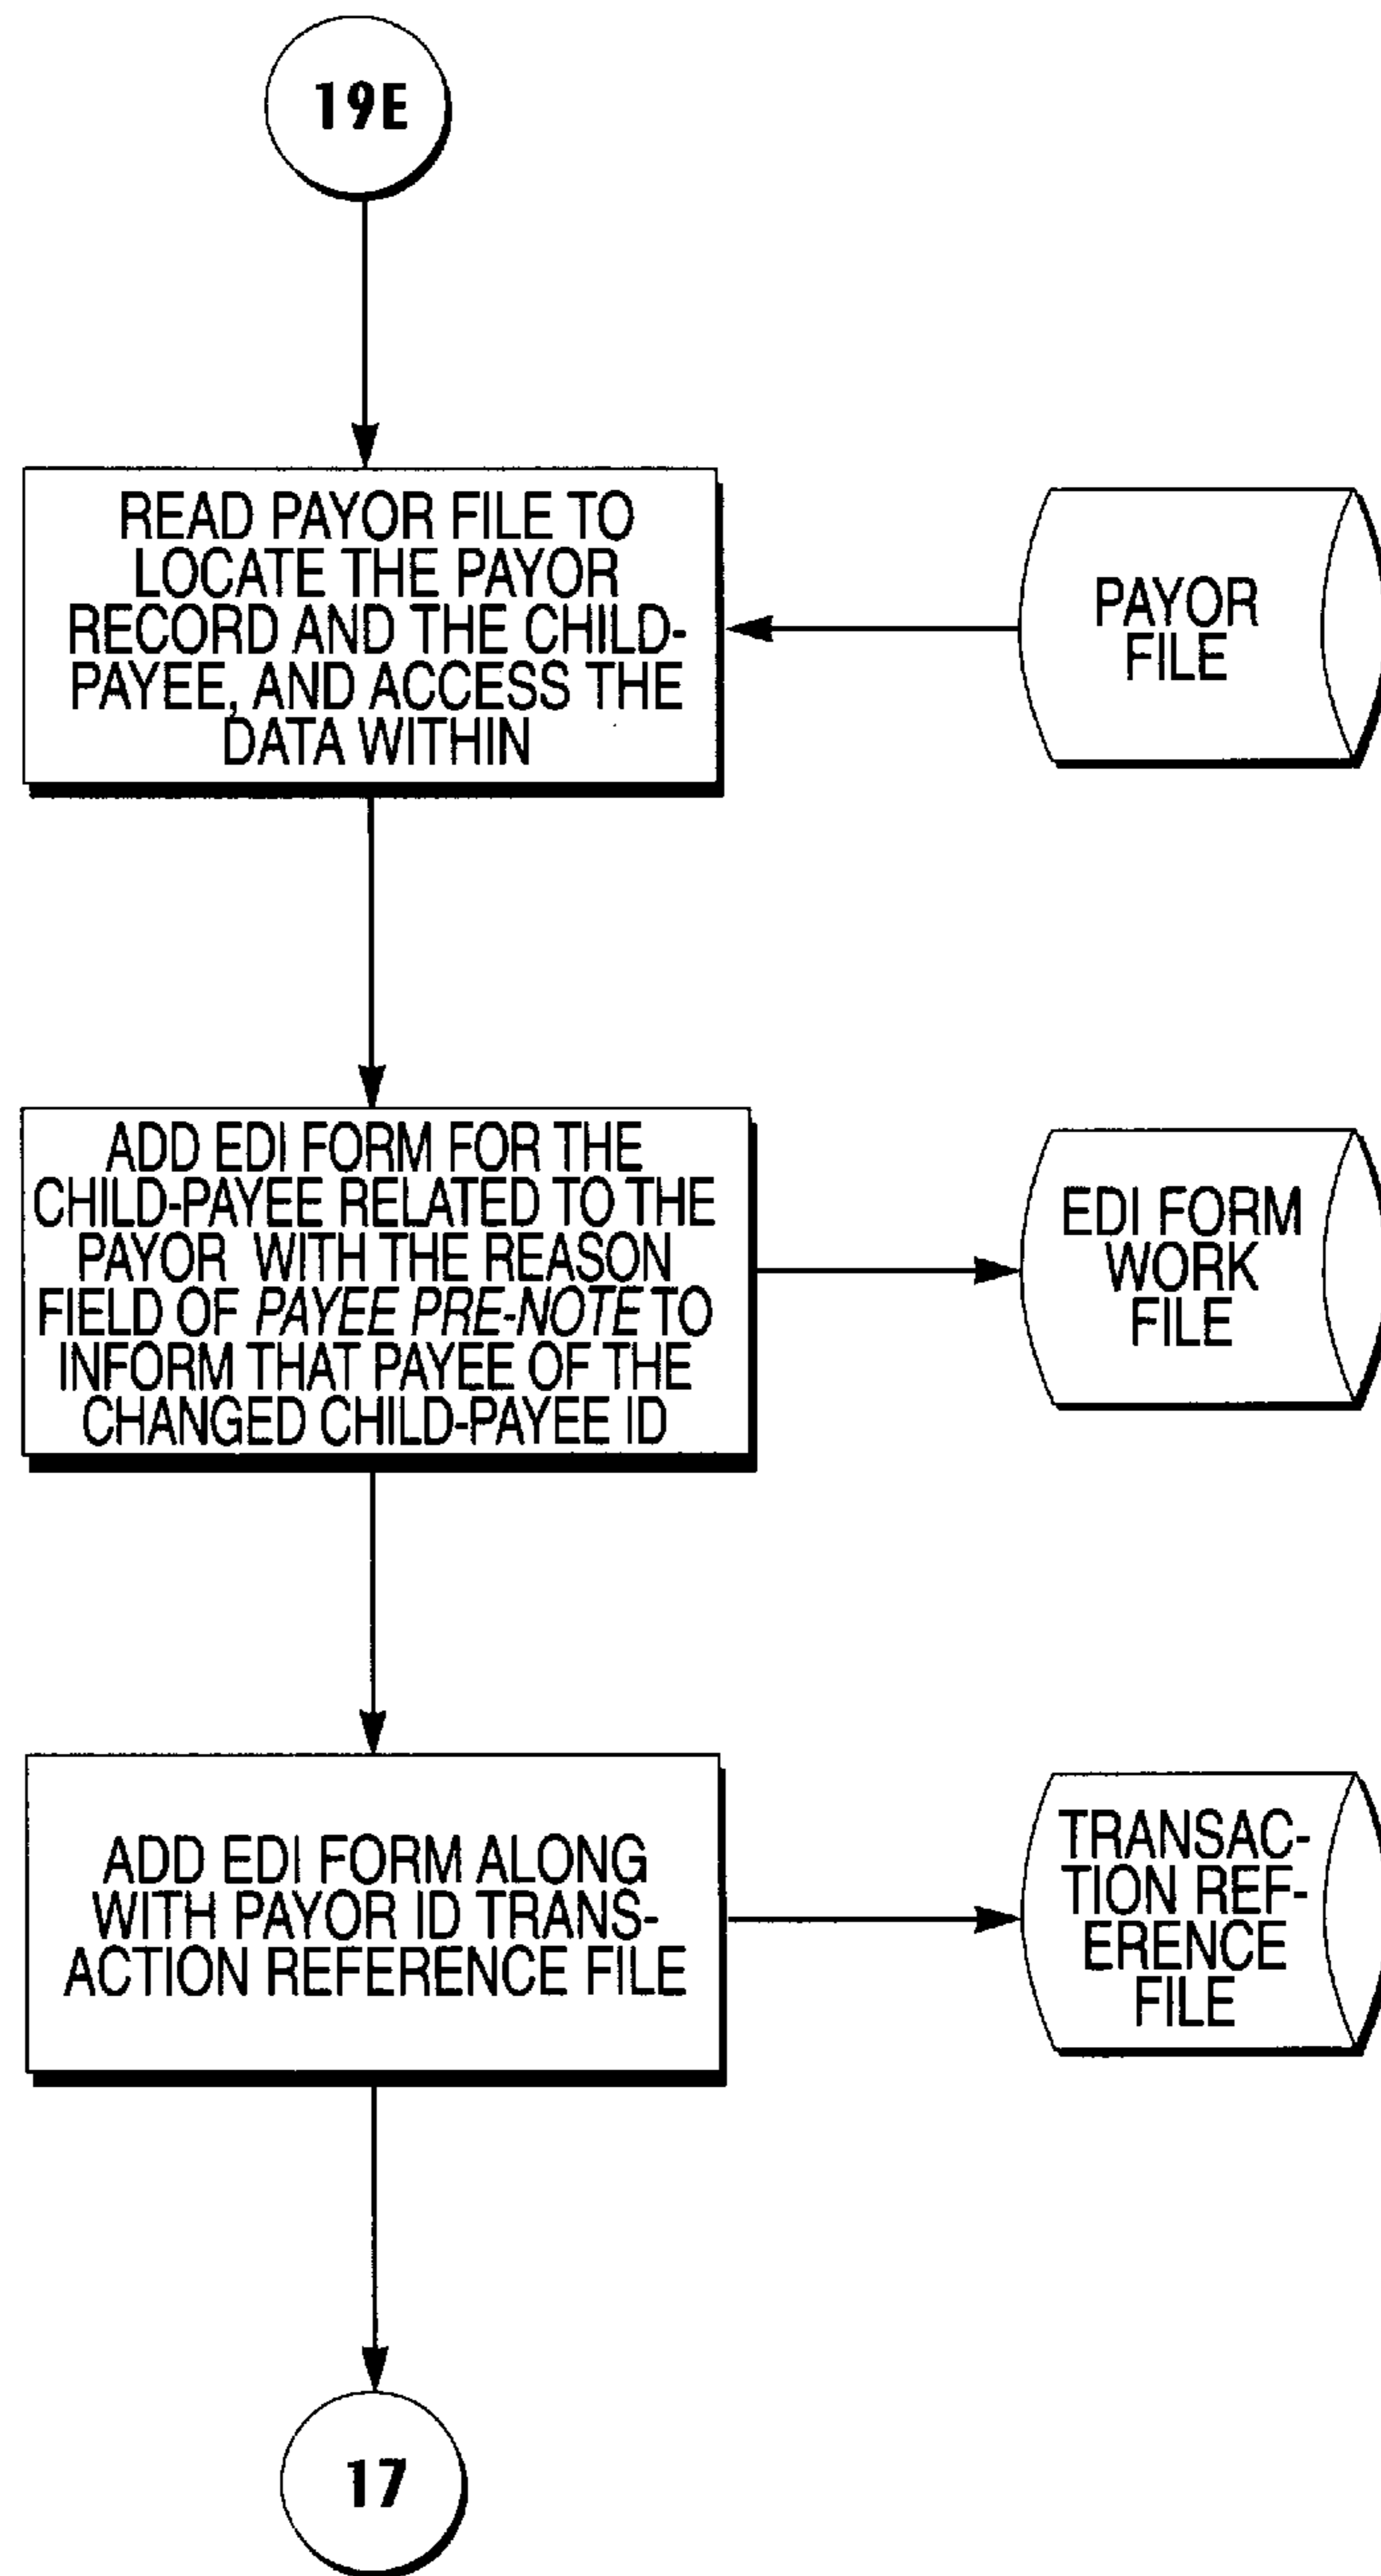 19E
READ PAYOR FILE TO
LOCATE THE PAYOR
RECORD AND THE CHILD-
PAYEE, AND ACCESS THE
DATA WITHIN
PAYOR
FILE
ADD EDI FORM FOR THE
CHILD-PAYEE RELATED TO THE
PAYOR WITH THE REASON
FIELD OF PAYEE PRE-NOTE TO
INFORM THAT PAYEE OF THE
CHANGED CHILD-PAYEE ID
EDI FORM
WORK
FILE
ADD EDI FORM ALONG
WITH PAYOR ID TRANS-
ACTION REFERENCE FILE
TRANSAC-
TION REF-
ERENCE
FILE
17